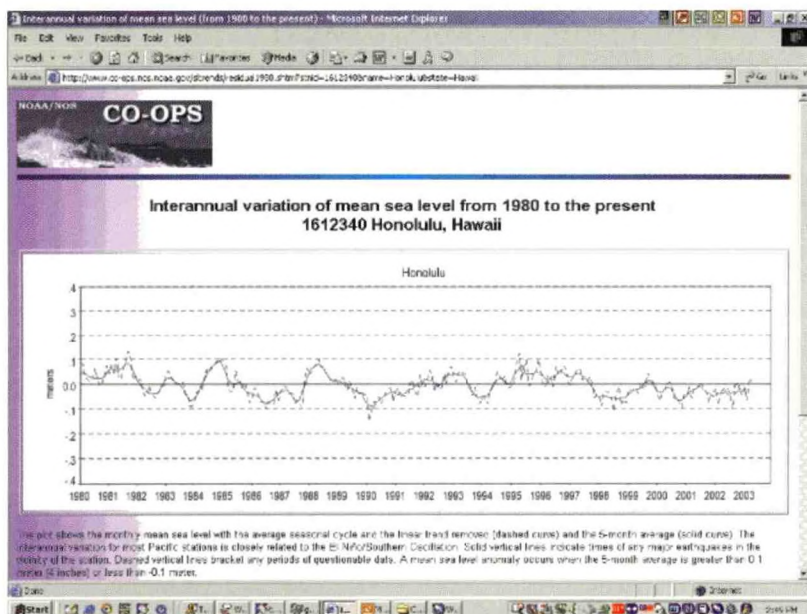 Interannual variation of mean sea level (from 1980 to the present) - Microsoft Internet Explorer
File Edit View Favorites Tools Help
Back Search Favorites Media
Address Go Links
NOAA/NOS CO-OPS
Interannual variation of mean sea level from 1980 to the present
1612340 Honolulu, Hawaii
Honolulu
.4
.3
.2
.1
0.0
-.1
-.2
-.3
-.4
meters
1980 1981 1982 1983 1984 1985 1986 1987 1988 1989 1990 1991 1992 1993 1994 1995 1996 1997 1998 1999 2000 2001 2002 2003
The plot shows the monthly mean sea level with the average seasonal cycle and the linear trend removed (dashed curve) and the 5-month average (solid curve). The
interannual variation for most Pacific stations is closely related to the El Niño/Southern Oscillation. Solid vertical lines indicate times of any major earthquakes in the
vicinity of the station. Dashed vertical lines bracket any periods of questionable data. A mean sea level anomaly occurs when the 5-month average is greater than 0.1
meter (4 inches) or less than -0.1 meter.
Done Internet
Start